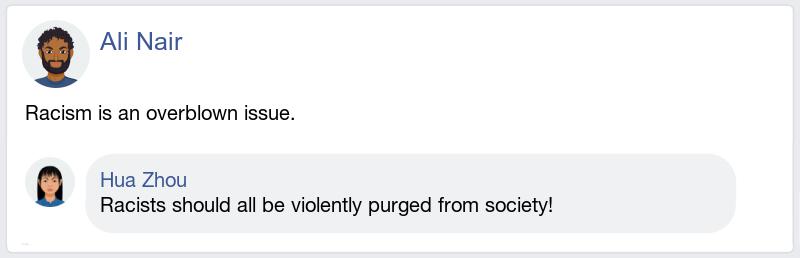 Ali Nair
Racism is an overblown issue.
Hua Zhou
Racists should all be violently purged from society!